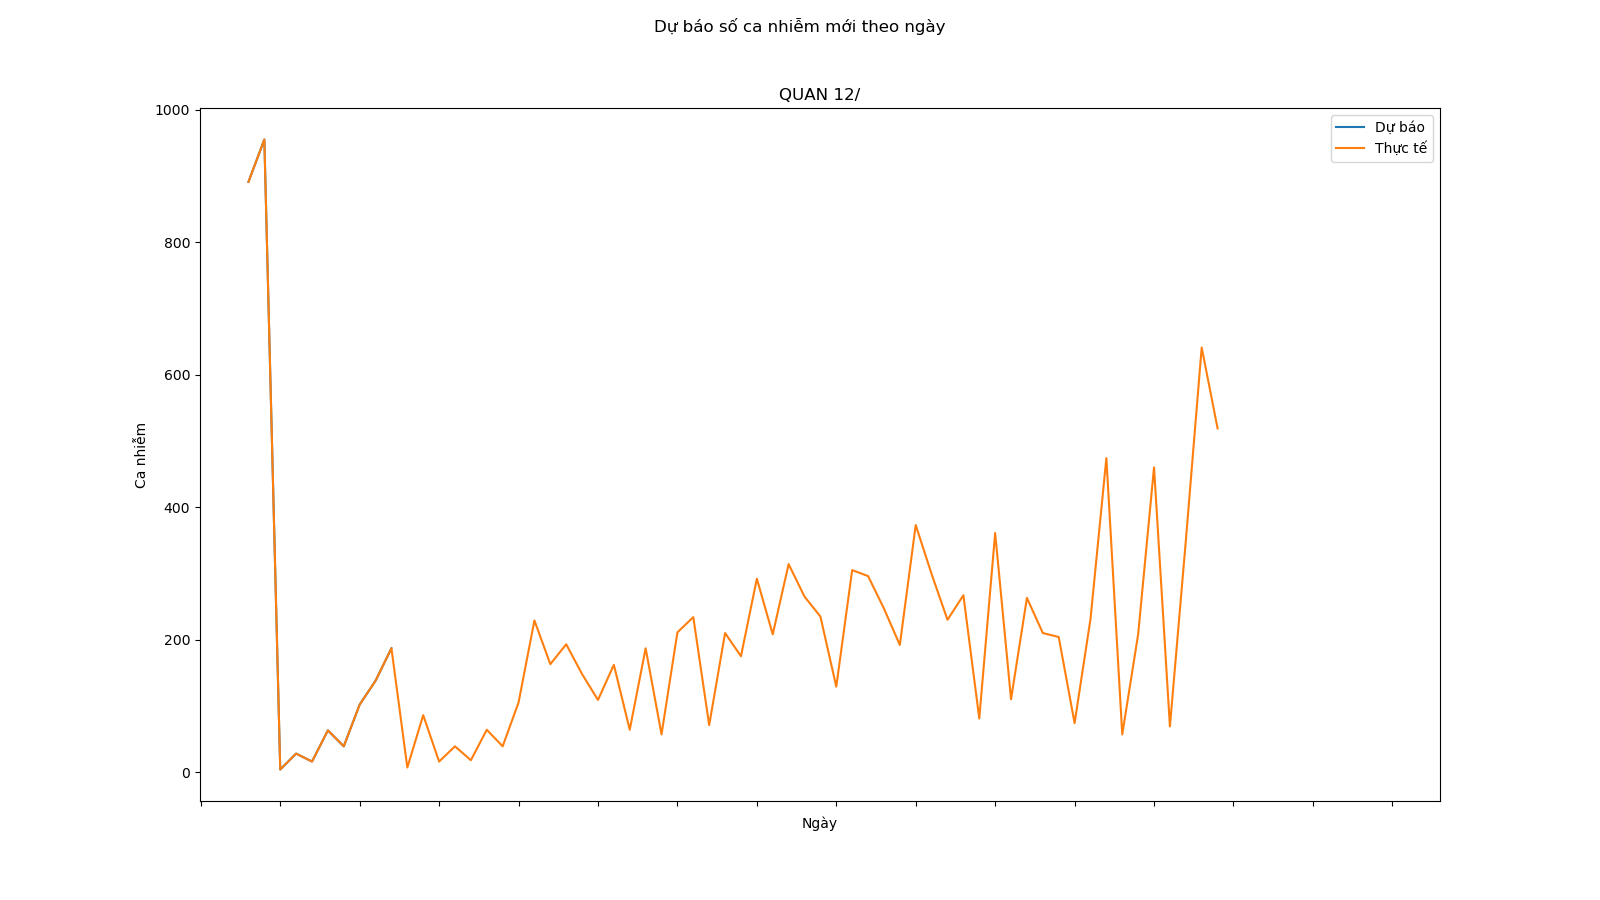 Dự báo số ca nhiễm mới theo ngày
QUAN 12/
1000
800
600
400
200
0
Ca nhiễm
Ngày
Dự báo
Thực tế